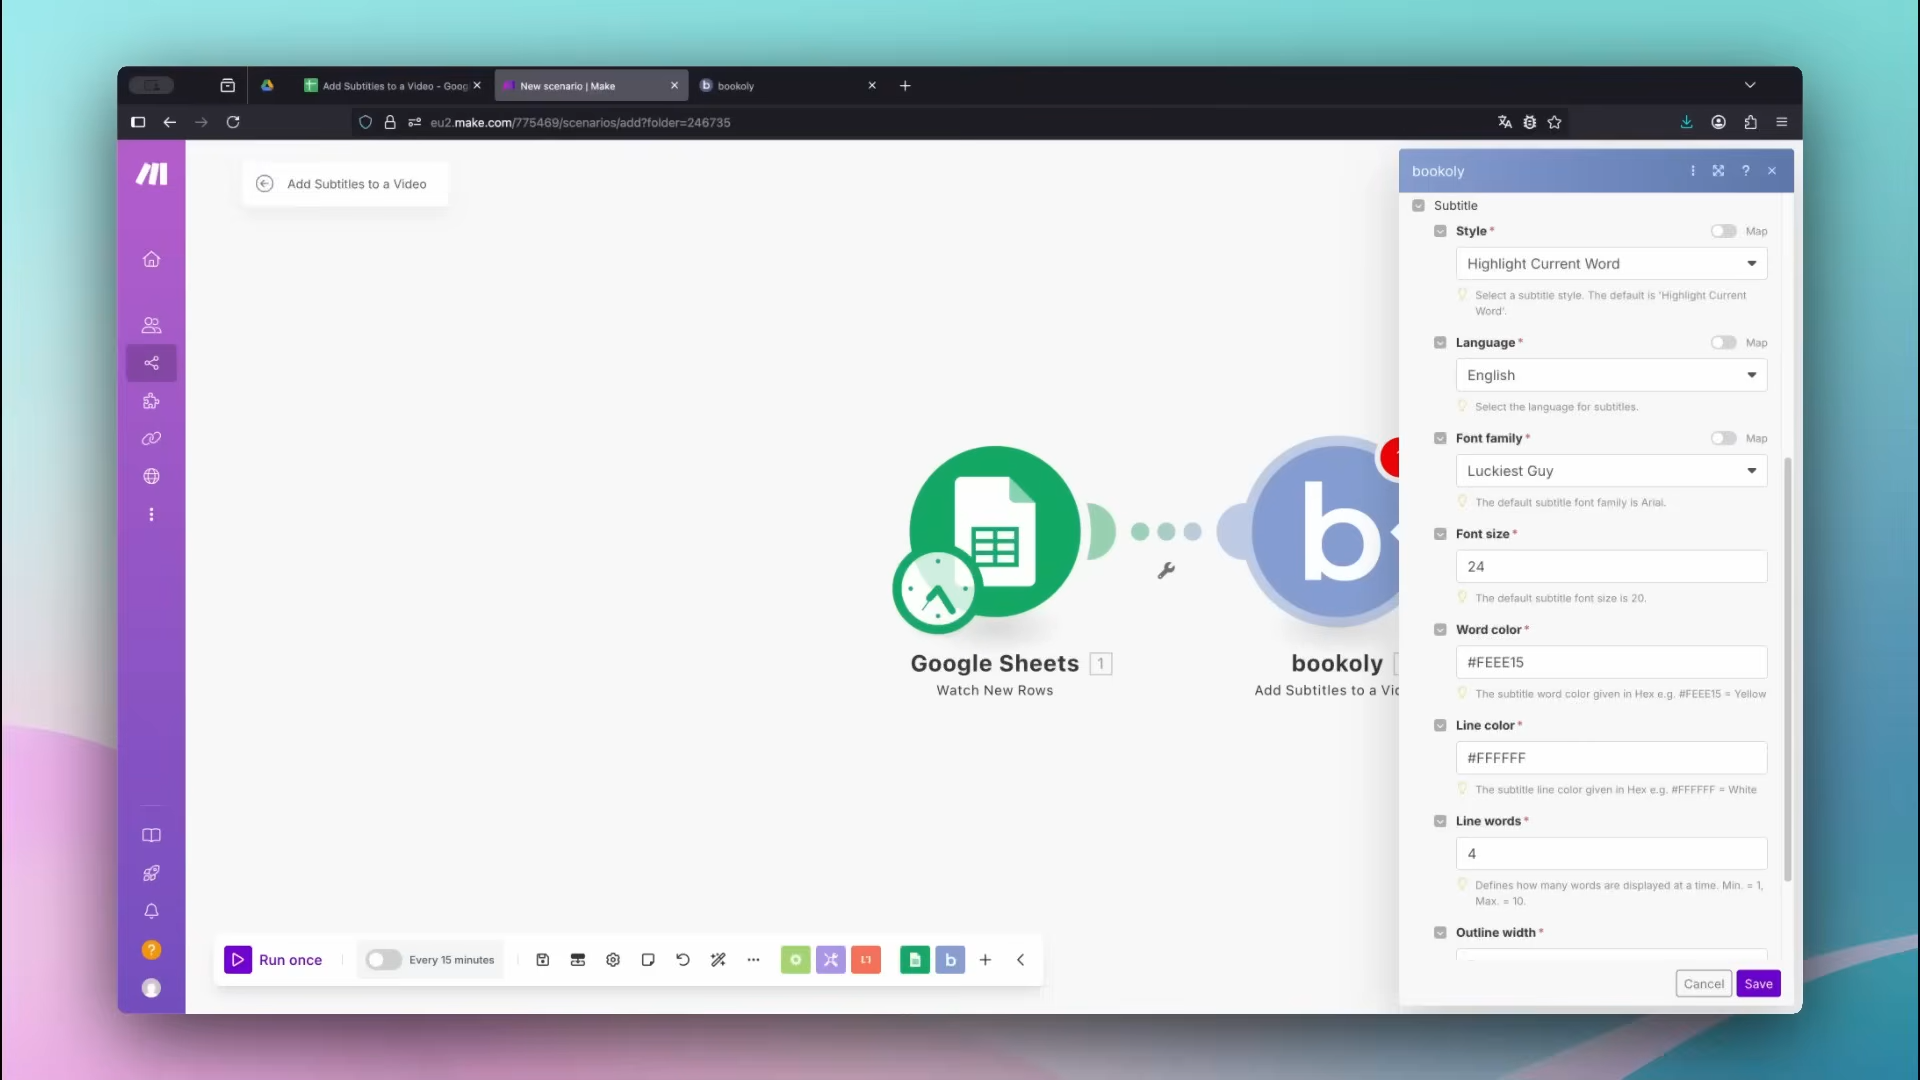 Add Subtitles to a Video - Goog
New scenario | Make
bookoly
eu2.make.com/775469/scenarios/add?folder=246735
Add Subtitles to a Video
bookoly
Subtitle
Style*
Map
Highlight Current Word
Select a subtitle style. The default is 'Highlight Current
Word'.
Language*
Map
English
Select the language for subtitles.
Font family*
Map
Luckiest Guy
The default subtitle font family is Arial.
Font size*
24
The default subtitle font size is 20.
Word color*
#FEEE15
The subtitle word color given in Hex e.g. #FEEE15 = Yellow
Line color*
#FFFFFF
The subtitle line color given in Hex e.g. #FFFFFF = White
Line words*
4
Defines how many words are displayed at a time. Min. = 1,
Max. = 10.
Outline width*
Cancel
Save
Google Sheets 1
Watch New Rows
bookoly
Add Subtitles to a Vid
Run once
Every 15 minutes